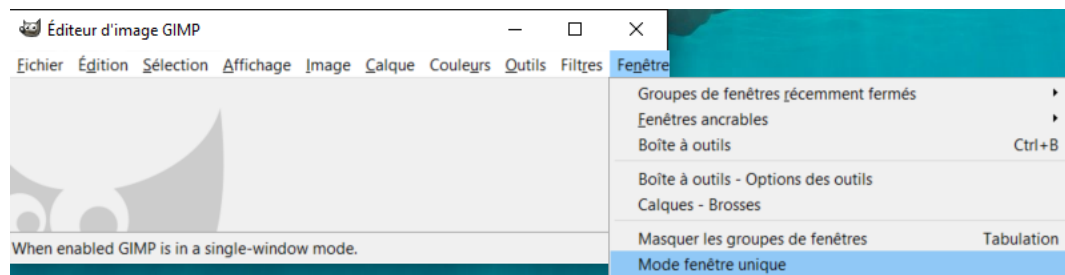 Éditeur d'image GIMP
Fichier Édition Sélection Affichage Image Calque Couleurs Outils Filtres Fenêtre
Groupes de fenêtres récemment fermés
Fenêtres ancrables
Boîte à outils Ctrl+B
Boîte à outils - Options des outils
Calques - Brosses
When enabled GIMP is in a single-window mode.
Masquer les groupes de fenêtres Tabulation
Mode fenêtre unique